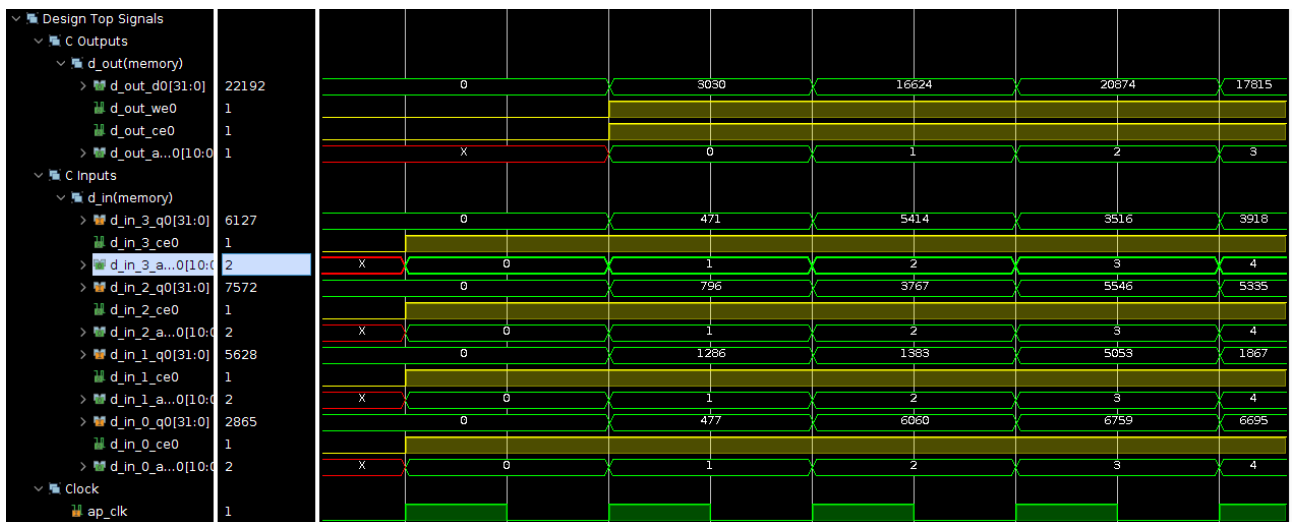 Design Top Signals
C Outputs
d_out(memory)
d_out_d0[31:0] 22192 0 3030 16624 20874 17815
d_out_we0 1
d_out_ce0 1
d_out_a...0[10:0 1 X 0 1 2 3
C Inputs
d_in(memory)
d_in_3_q0[31:0] 6127 0 471 5414 3516 3918
d_in_3_ce0 1
d_in_3_a...0[10:0 2 X 0 1 2 3 4
d_in_2_q0[31:0] 7572 0 796 3767 5546 5335
d_in_2_ce0 1
d_in_2_a...0[10:0 2 X 0 1 2 3 4
d_in_1_q0[31:0] 5628 0 1286 1383 5053 1867
d_in_1_ce0 1
d_in_1_a...0[10:0 2 X 0 1 2 3 4
d_in_0_q0[31:0] 2865 0 477 6060 6759 6695
d_in_0_ce0 1
d_in_0_a...0[10:0 2 X 0 1 2 3 4
Clock
ap_clk 1